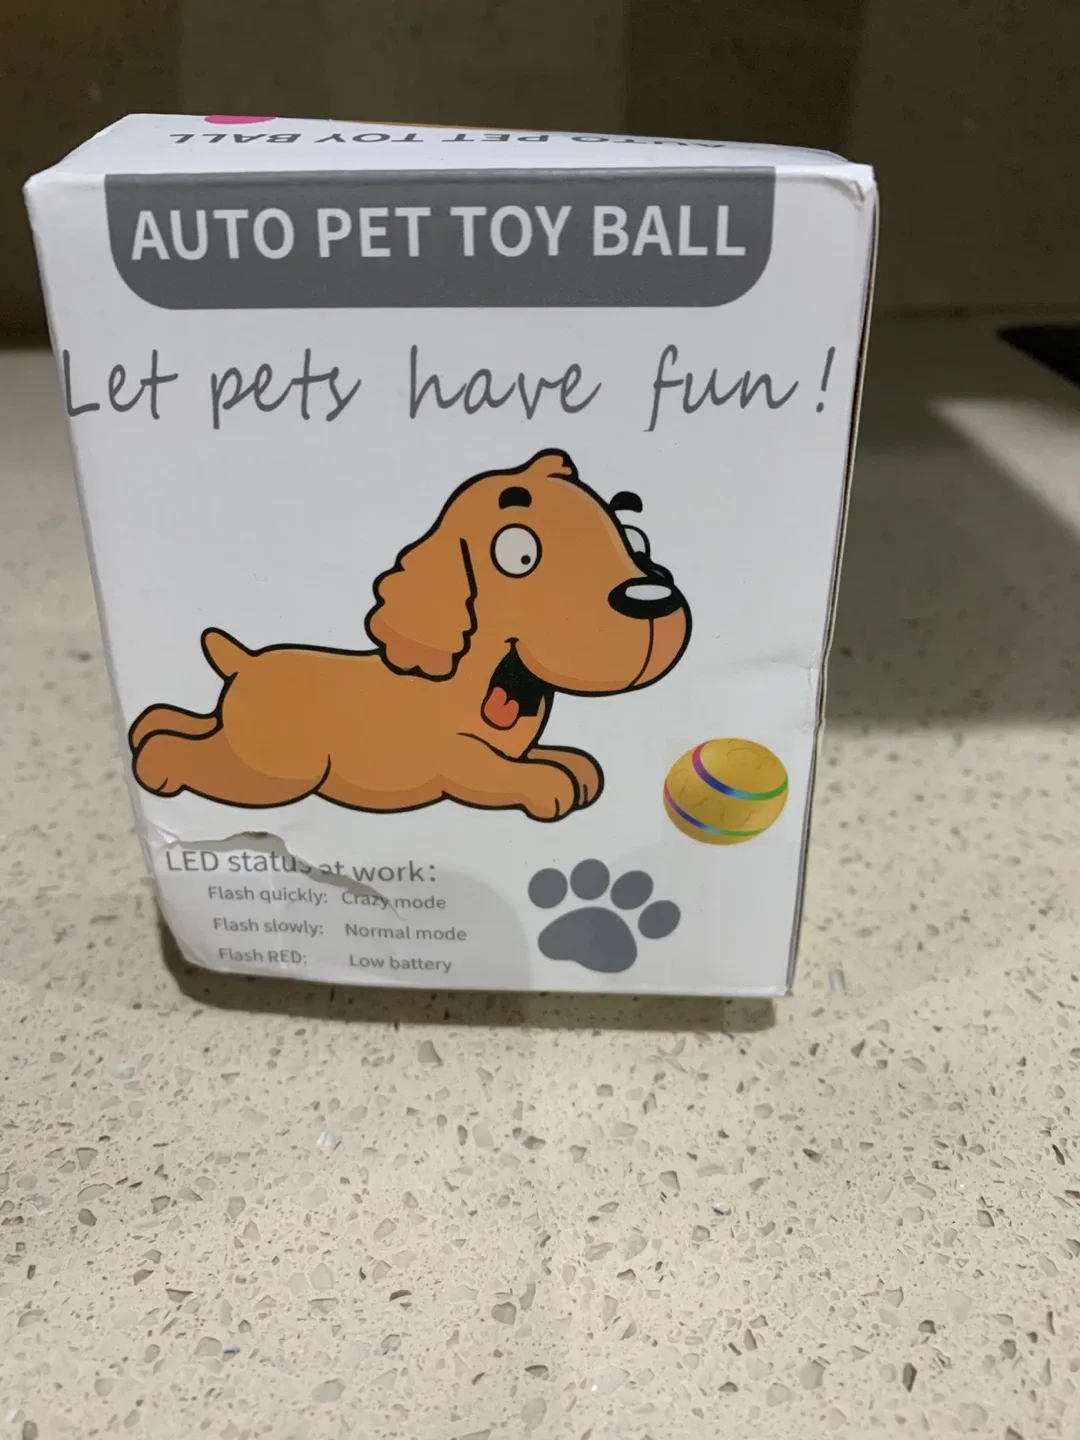 AUTO PET TOY BALL
AUTO PET TOY BALL
Let pets have fun!
LED status at work:
Flash quickly: Crazy mode
Flash slowly: Normal mode
Flash RED: Low battery